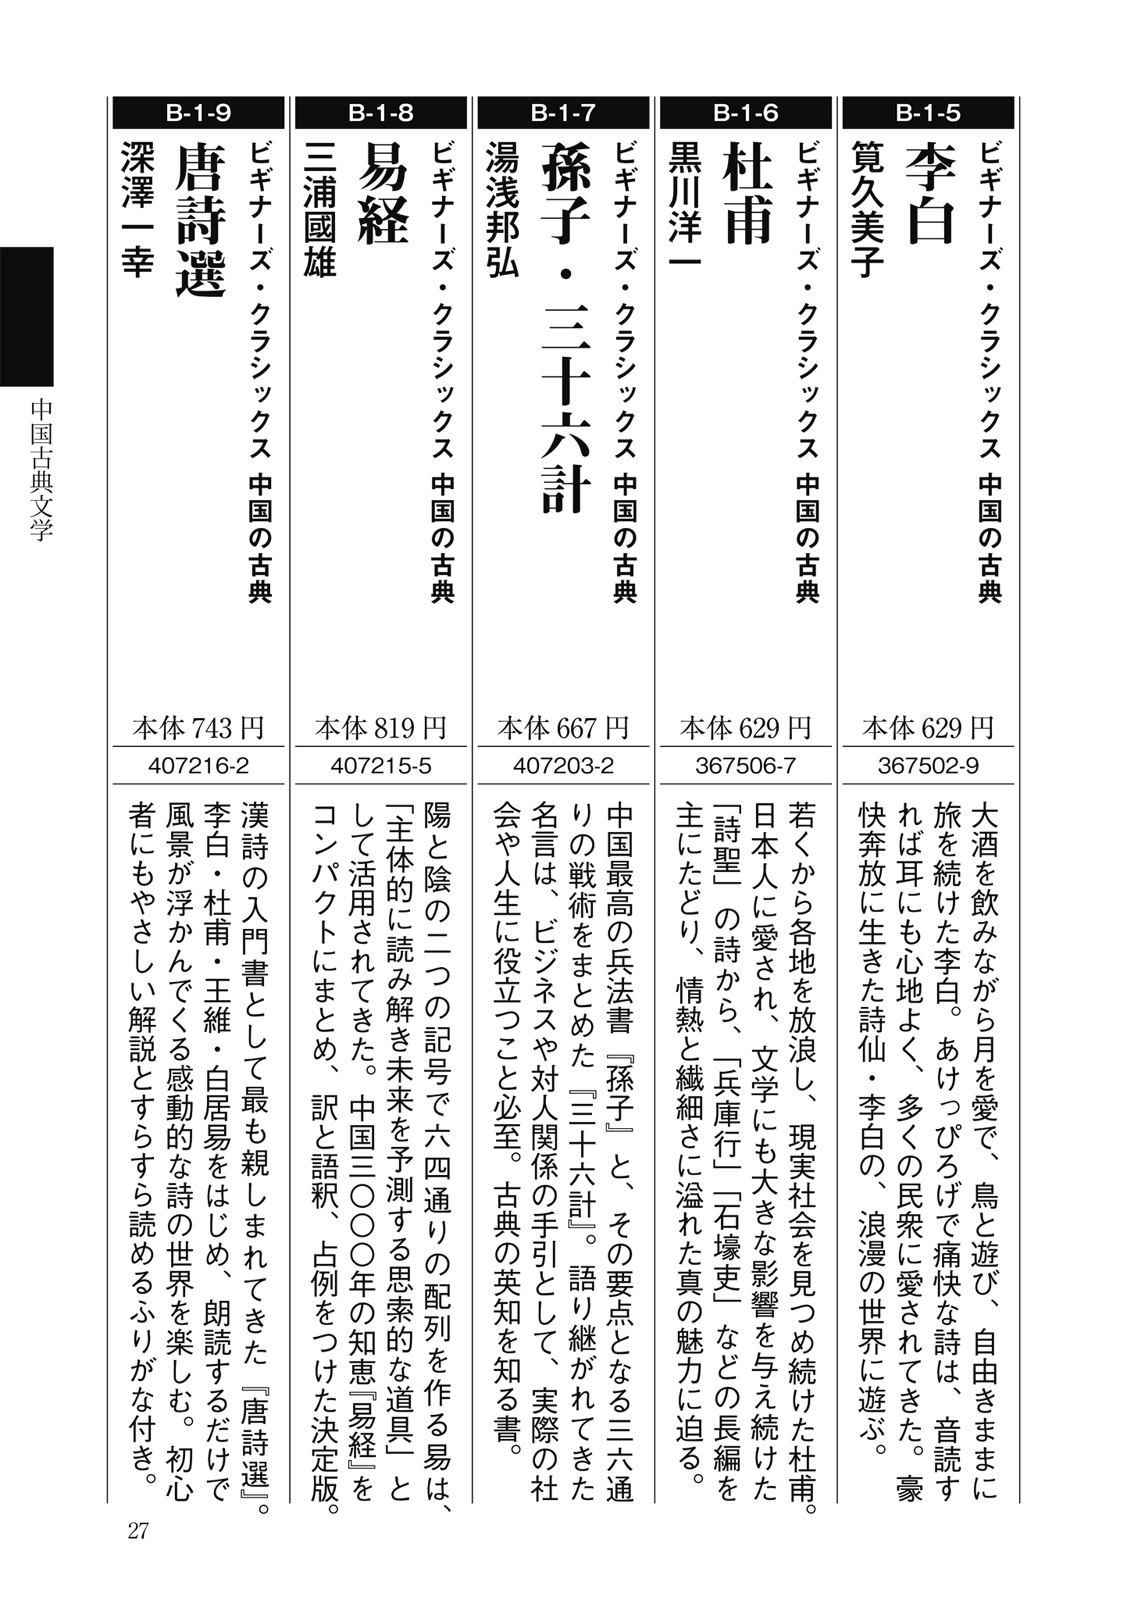 B-1-5
ビギナーズ・クラシックス 中国の古典
李白
筧久美子
本体629円
367502-9
大酒を飲みながら月を愛で、鳥と遊び、自由きままに
旅を続けた李白。あけっぴろげで痛快な詩は、音読す
れば耳にも心地よく、多くの民衆に愛されてきた。豪
快奔放に生きた詩仙・李白の、浪漫の世界に遊ぶ。
B-1-6
ビギナーズ・クラシックス 中国の古典
杜甫
黒川洋一
本体629円
367506-7
若くから各地を放浪し、現実社会を見つめ続けた杜甫。
日本人に愛され、文学にも大きな影響を与え続けた
「詩聖」の詩から、「兵庫行」「石壕吏」などの長編を
主にたどり、情熱と繊細さに溢れた真の魅力に迫る。
B-1-7
ビギナーズ・クラシックス 中国の古典
孫子・三十六計
湯浅邦弘
本体667円
407203-2
中国最高の兵法書『孫子』と、その要点となる三六通
りの戦術をまとめた『三十六計』。語り継がれてきた
名言は、ビジネスや対人関係の手引として、実際の社
会や人生に役立つこと必至。古典の英知を知る書。
B-1-8
ビギナーズ・クラシックス 中国の古典
易経
三浦國雄
本体819円
407215-5
陽と陰の二つの記号で六四通りの配列を作る易は、
「主体的に読み解き未来を予測する思索的な道具」と
して活用されてきた。中国三〇〇〇年の知恵『易経』を
コンパクトにまとめ、訳と語釈、占例をつけた決定版。
B-1-9
ビギナーズ・クラシックス 中国の古典
唐詩選
深澤一幸
本体743円
407216-2
漢詩の入門書として最も親しまれてきた『唐詩選』。
李白・杜甫・王維・白居易をはじめ、朗読するだけで
風景が浮かんでくる感動的な詩の世界を楽しむ。初心
者にもやさしい解説とすらすら読めるふりがな付き。
中国古典文学
27